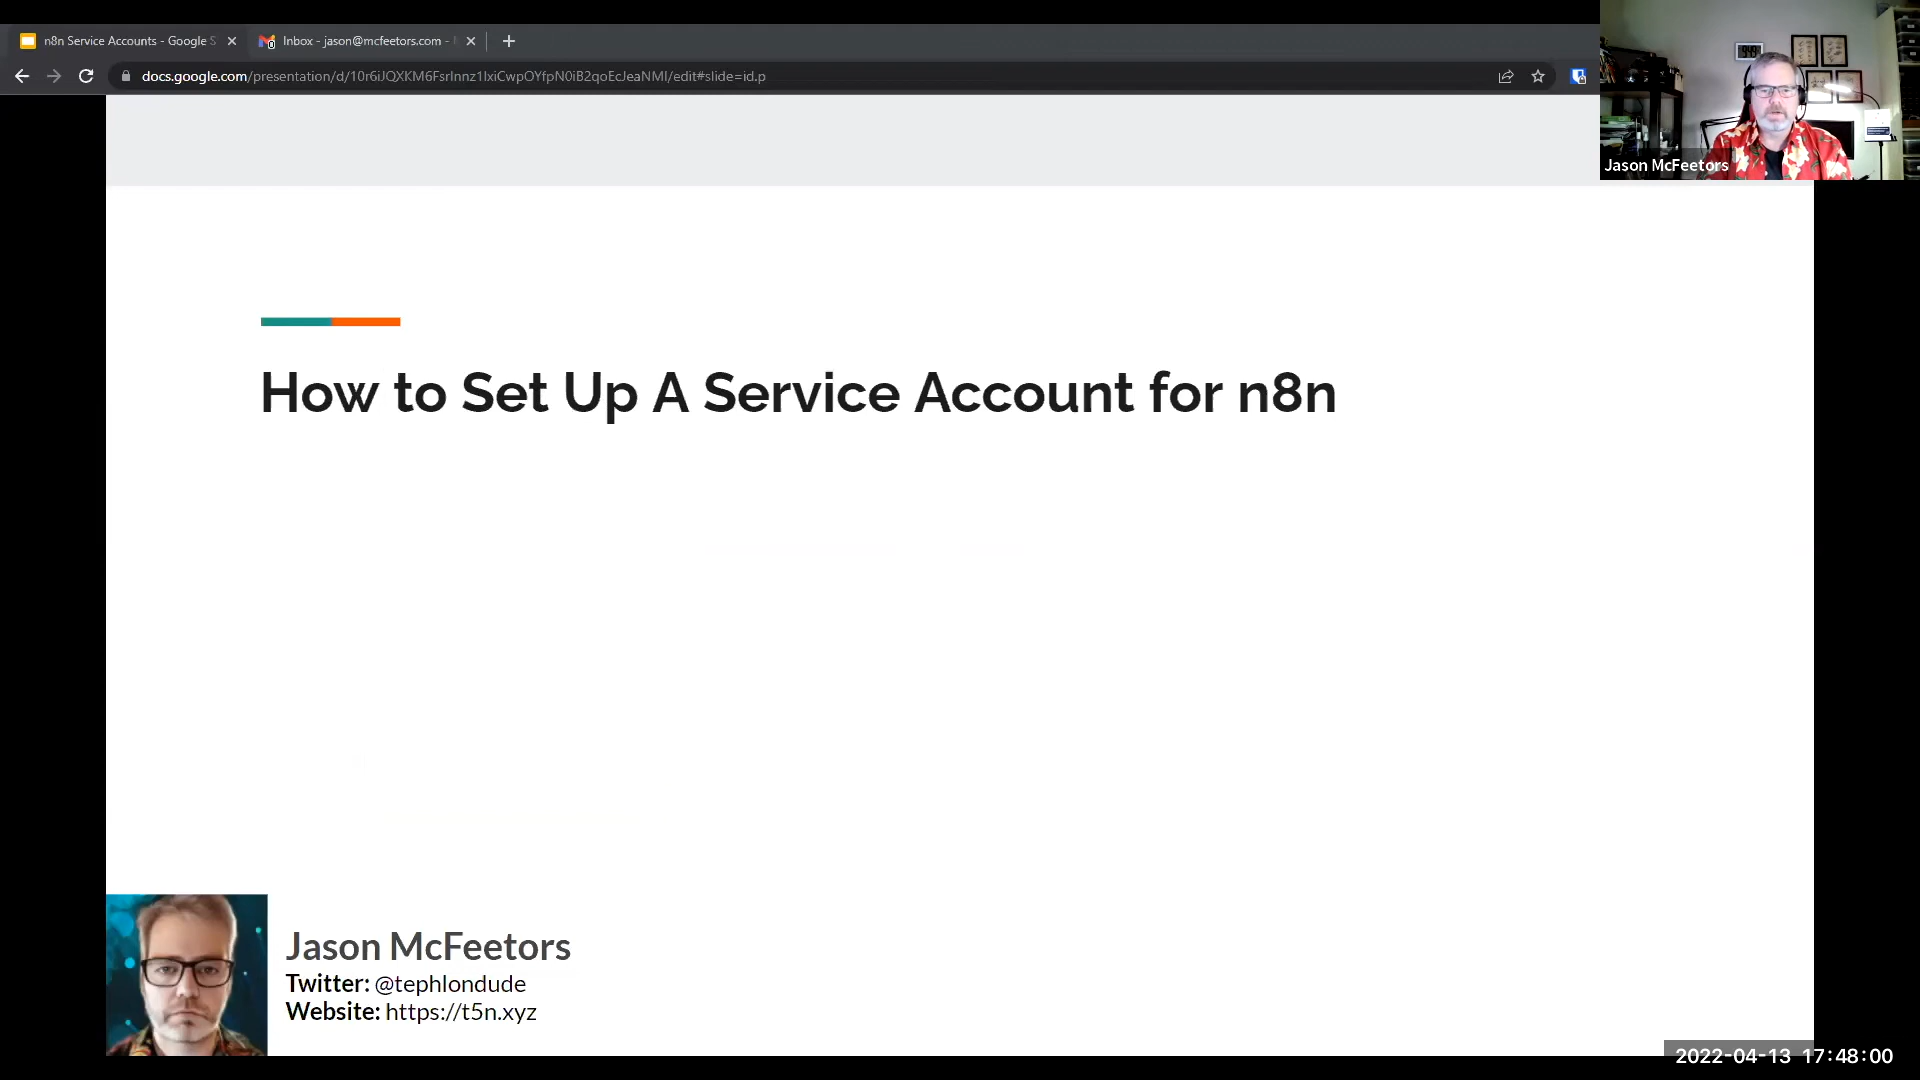 n8n Service Accounts - Google S
Inbox - jason@mcfeetors.com -
docs.google.com/presentation/d/10r6iJQXKM6FsrInnz1IxiCwpOYfpN0iB2qoEcJeaNMI/edit#slide=id.p
Jason McFeetors
How to Set Up A Service Account for n8n
Jason McFeetors
Twitter: @tephlondude
Website: https://t5n.xyz
2022-04-13 17:48:00